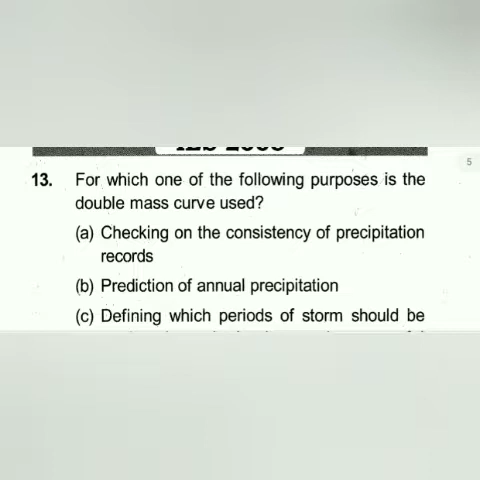 5
13. For which one of the following purposes is the
double mass curve used?
(a) Checking on the consistency of precipitation
records
(b) Prediction of annual precipitation
(c) Defining which periods of storm should be